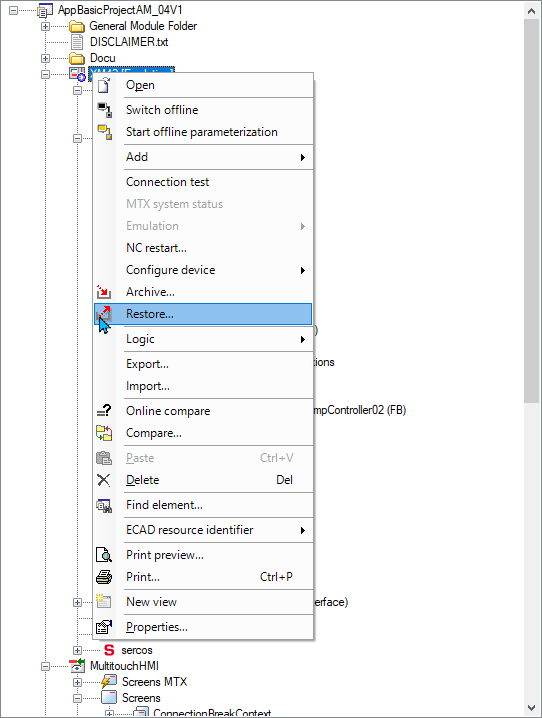 AppBasicProjectAM_04V1
General Module Folder
DISCLAIMER.txt
Docu
Open
Switch offline
Start offline parameterization
Add
Connection test
MTX system status
Emulation
NC restart...
Configure device
Archive...
Restore...
Logic
tions
Export...
Import...
Online compare
mpController02 (FB)
Compare...
Paste Ctrl+V
Delete Del
Find element...
ECAD resource identifier
Print preview...
Print... Ctrl+P
New view
erface)
Properties...
sercos
MultitouchHMI
Screens MTX
Screens
ConnectionBreakContext